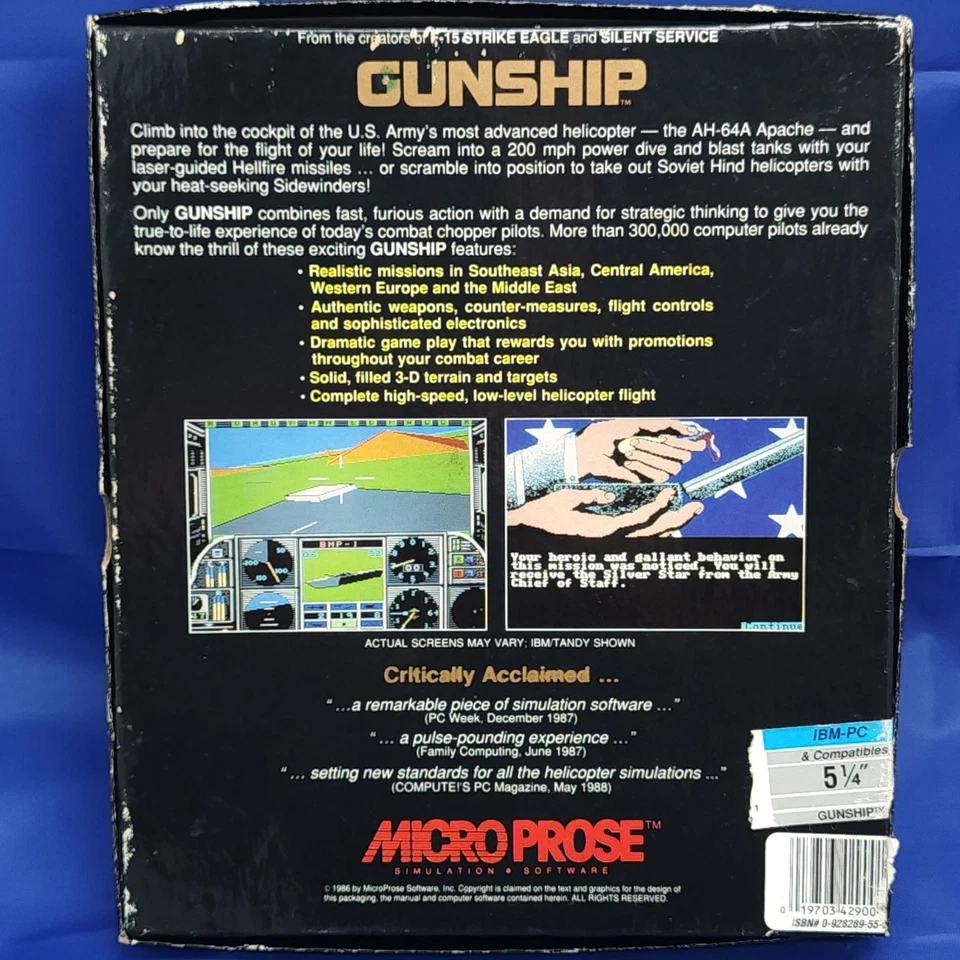 From the creators of F-15 STRIKE EAGLE and SILENT SERVICE
GUNSHIP™
Climb into the cockpit of the U.S. Army's most advanced helicopter — the AH-64A Apache — and
prepare for the flight of your life! Scream into a 200 mph power dive and blast tanks with your
laser-guided Hellfire missiles ... or scramble into position to take out Soviet Hind helicopters with
your heat-seeking Sidewinders!
Only GUNSHIP combines fast, furious action with a demand for strategic thinking to give you the
true-to-life experience of today's combat chopper pilots. More than 300,000 computer pilots already
know the thrill of these exciting GUNSHIP features:
• Realistic missions in Southeast Asia, Central America,
Western Europe and the Middle East
• Authentic weapons, counter-measures, flight controls
and sophisticated electronics
• Dramatic game play that rewards you with promotions
throughout your combat career
• Solid, filled 3-D terrain and targets
• Complete high-speed, low-level helicopter flight
BMP-1
Your heroic and gallant behavior on
this mission was noticed. You will
receive the Silver Star from the Army
Chief of Staff.
Continue
ACTUAL SCREENS MAY VARY; IBM/TANDY SHOWN
Critically Acclaimed ...
"...a remarkable piece of simulation software ..."
(PC Week, December 1987)
"... a pulse-pounding experience ..."
(Family Computing, June 1987)
"... setting new standards for all the helicopter simulations ..."
(COMPUTE!'S PC Magazine, May 1988)
IBM-PC
& Compatibles
5¼"
GUNSHIP™
MICROPROSE™
SIMULATION • SOFTWARE
© 1986 by MicroProse Software, Inc. Copyright is claimed on the text and graphics for the design of
this packaging, the manual and computer software contained herein. ALL RIGHTS RESERVED.
0 19703 42900
ISBN# 0-928289-55-